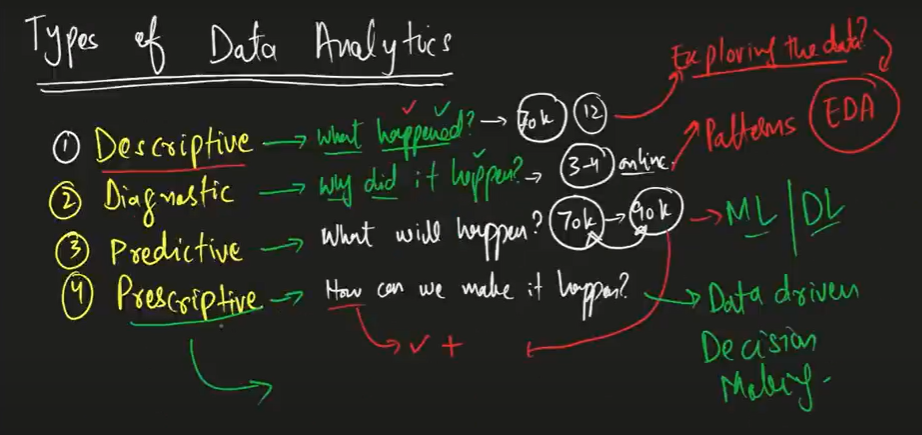 Types of Data Analytics
Exploring the data?
① Descriptive → What happened? → 70k 12
Patterns EDA
② Diagnostic → Why did it happen? → 3-4 online.
③ Predictive → What will happen? 70k → 90k → ML | DL
④ Prescriptive → How can we make it happen? → Data driven
Decision
Making.
✓ +